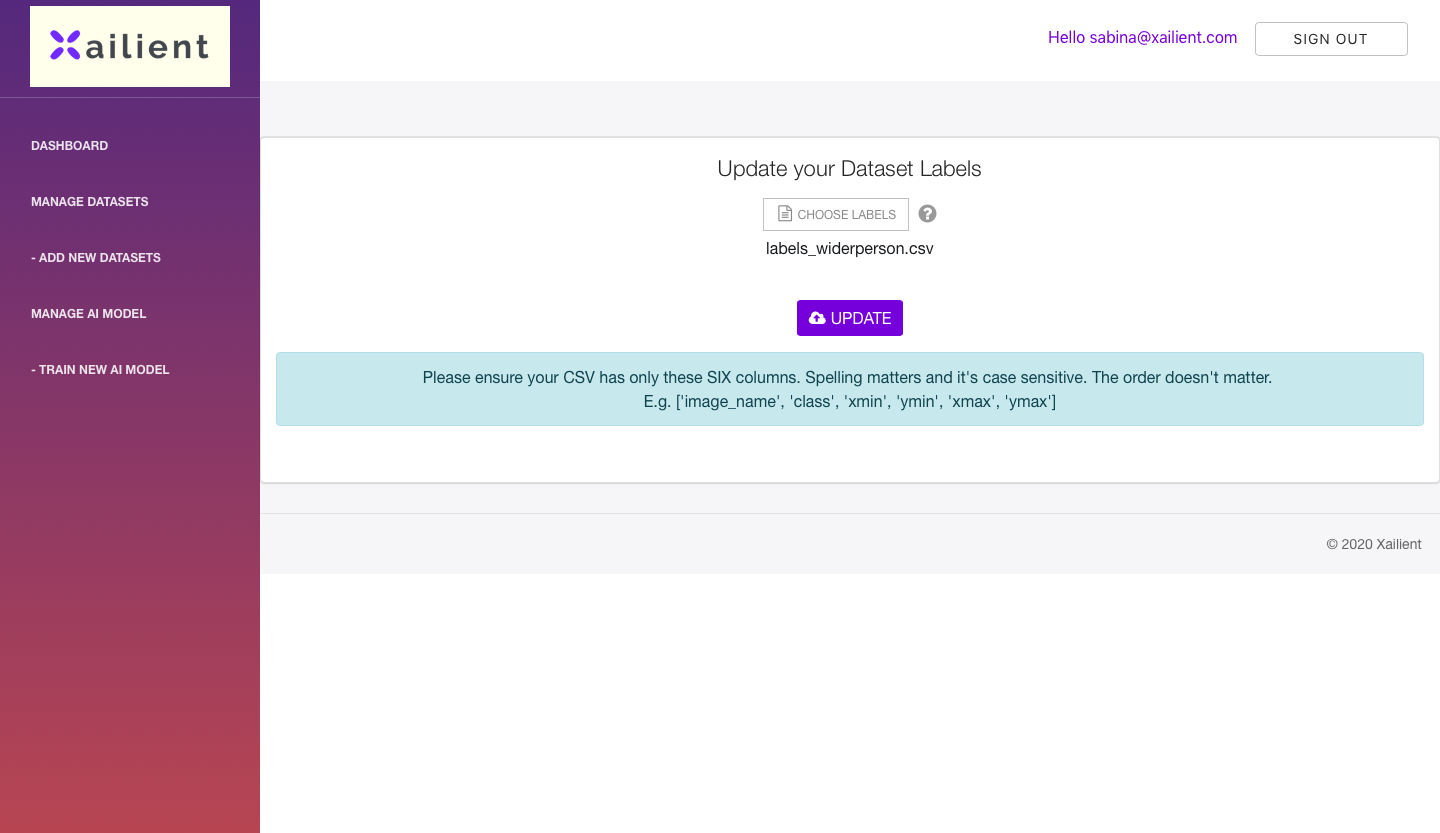 xailient
Hello sabina@xailient.com
SIGN OUT
DASHBOARD
MANAGE DATASETS
- ADD NEW DATASETS
MANAGE AI MODEL
- TRAIN NEW AI MODEL
Update your Dataset Labels
CHOOSE LABELS ?
labels_widerperson.csv
UPDATE
Please ensure your CSV has only these SIX columns. Spelling matters and it's case sensitive. The order doesn't matter.
E.g. ['image_name', 'class', 'xmin', 'ymin', 'xmax', 'ymax']
© 2020 Xailient